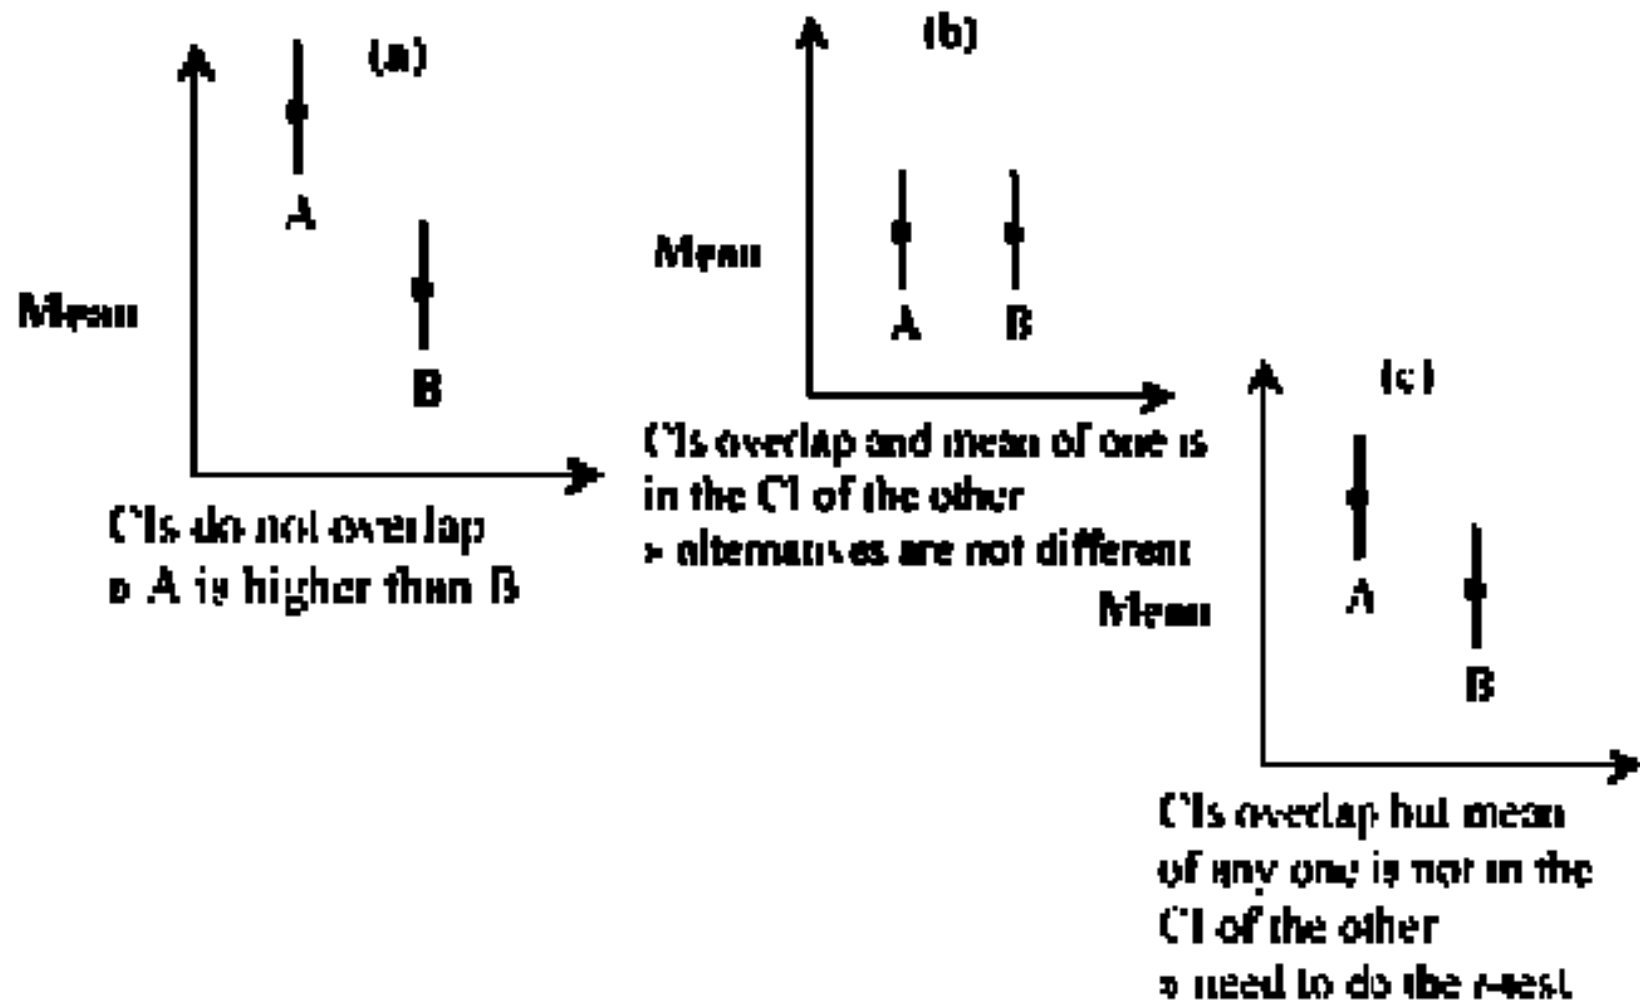 (a)
Mean
A
B
CIs do not overlap
A is higher than B
(b)
Mean
A
B
CIs overlap and mean of one is
in the CI of the other
alternatives are not different
(c)
Mean
A
B
CIs overlap but mean
of any one is not in the
CI of the other
need to do the t-test